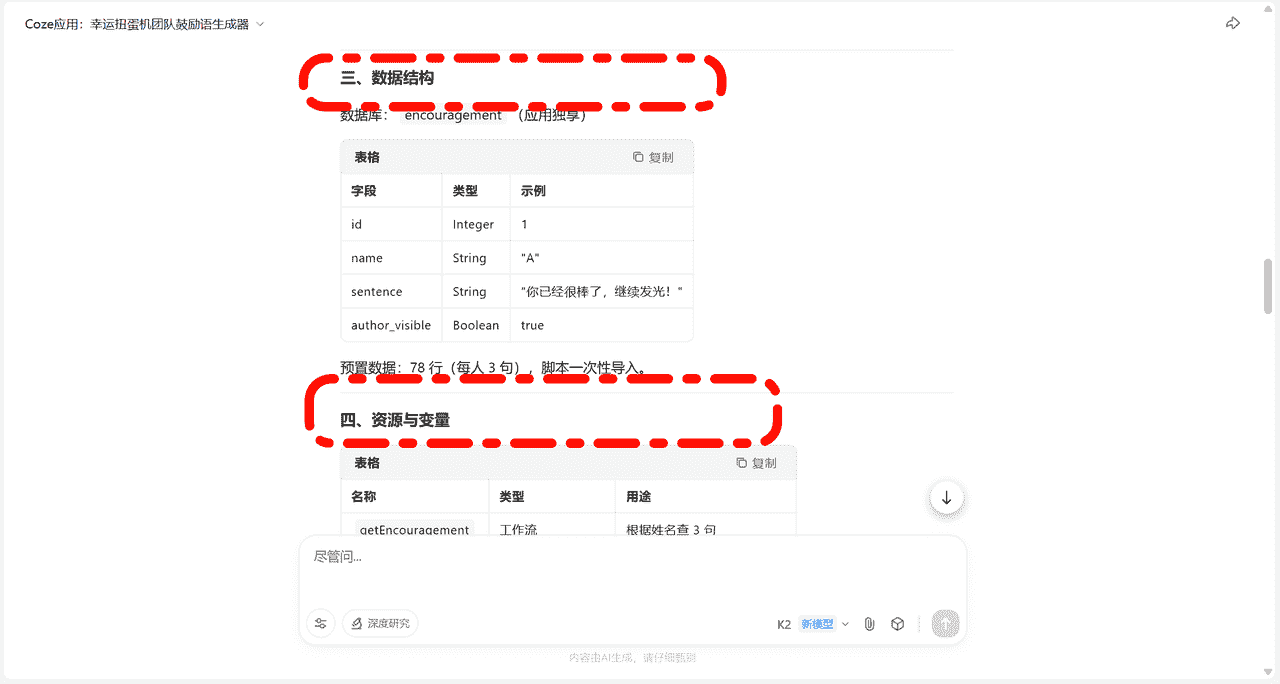 Coze应用：幸运扭蛋机团队鼓励语生成器
三、数据结构
数据库： encouragement （应用独享）
表格 复制
字段 类型 示例
id Integer 1
name String "A"
sentence String "你已经很棒了，继续发光！"
author_visible Boolean true
预置数据：78 行（每人 3 句），脚本一次性导入。
四、资源与变量
表格 复制
名称 类型 用途
getEncouragement 工作流 根据姓名查 3 句
尽管问...
深度研究 K2 新模型
内容由AI生成，请仔细甄别